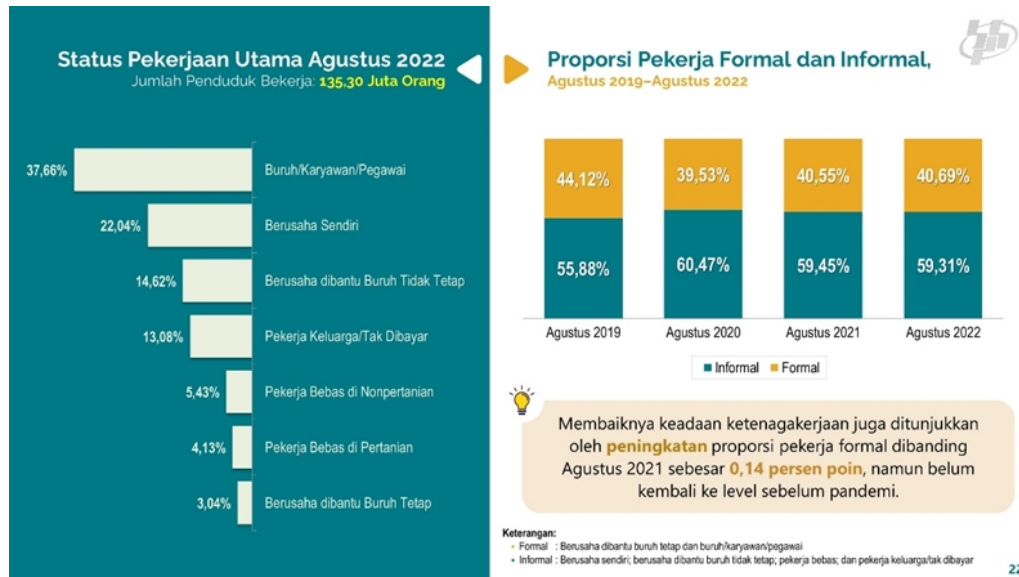 Status Pekerjaan Utama Agustus 2022
Jumlah Penduduk Bekerja: 135,30 Juta Orang
37,66% Buruh/Karyawan/Pegawai
22,04% Berusaha Sendiri
14,62% Berusaha dibantu Buruh Tidak Tetap
13,08% Pekerja Keluarga/Tak Dibayar
5,43% Pekerja Bebas di Nonpertanian
4,13% Pekerja Bebas di Pertanian
3,04% Berusaha dibantu Buruh Tetap
Proporsi Pekerja Formal dan Informal,
Agustus 2019–Agustus 2022
44,12% 39,53% 40,55% 40,69%
55,88% 60,47% 59,45% 59,31%
Agustus 2019 Agustus 2020 Agustus 2021 Agustus 2022
Informal Formal
Membaiknya keadaan ketenagakerjaan juga ditunjukkan
oleh peningkatan proporsi pekerja formal dibanding
Agustus 2021 sebesar 0,14 persen poin, namun belum
kembali ke level sebelum pandemi.
Keterangan:
• Formal : Berusaha dibantu buruh tetap dan buruh/karyawan/pegawai
• Informal : Berusaha sendiri; berusaha dibantu buruh tidak tetap; pekerja bebas; dan pekerja keluarga/tak dibayar
22